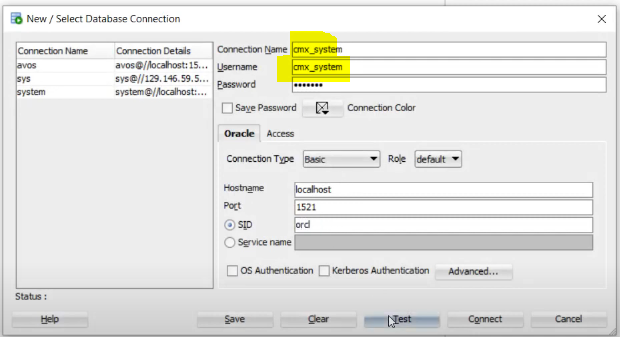 New / Select Database Connection
Connection Name Connection Details
avos avos@//localhost:15...
sys sys@//129.146.59.5...
system system@//localhost:...
Connection Name cmx_system
Username cmx_system
Password •••••••
Save Password Connection Color
Oracle Access
Connection Type Basic Role default
Hostname localhost
Port 1521
SID orcl
Service name
OS Authentication Kerberos Authentication Advanced...
Status :
Help Save Clear Test Connect Cancel